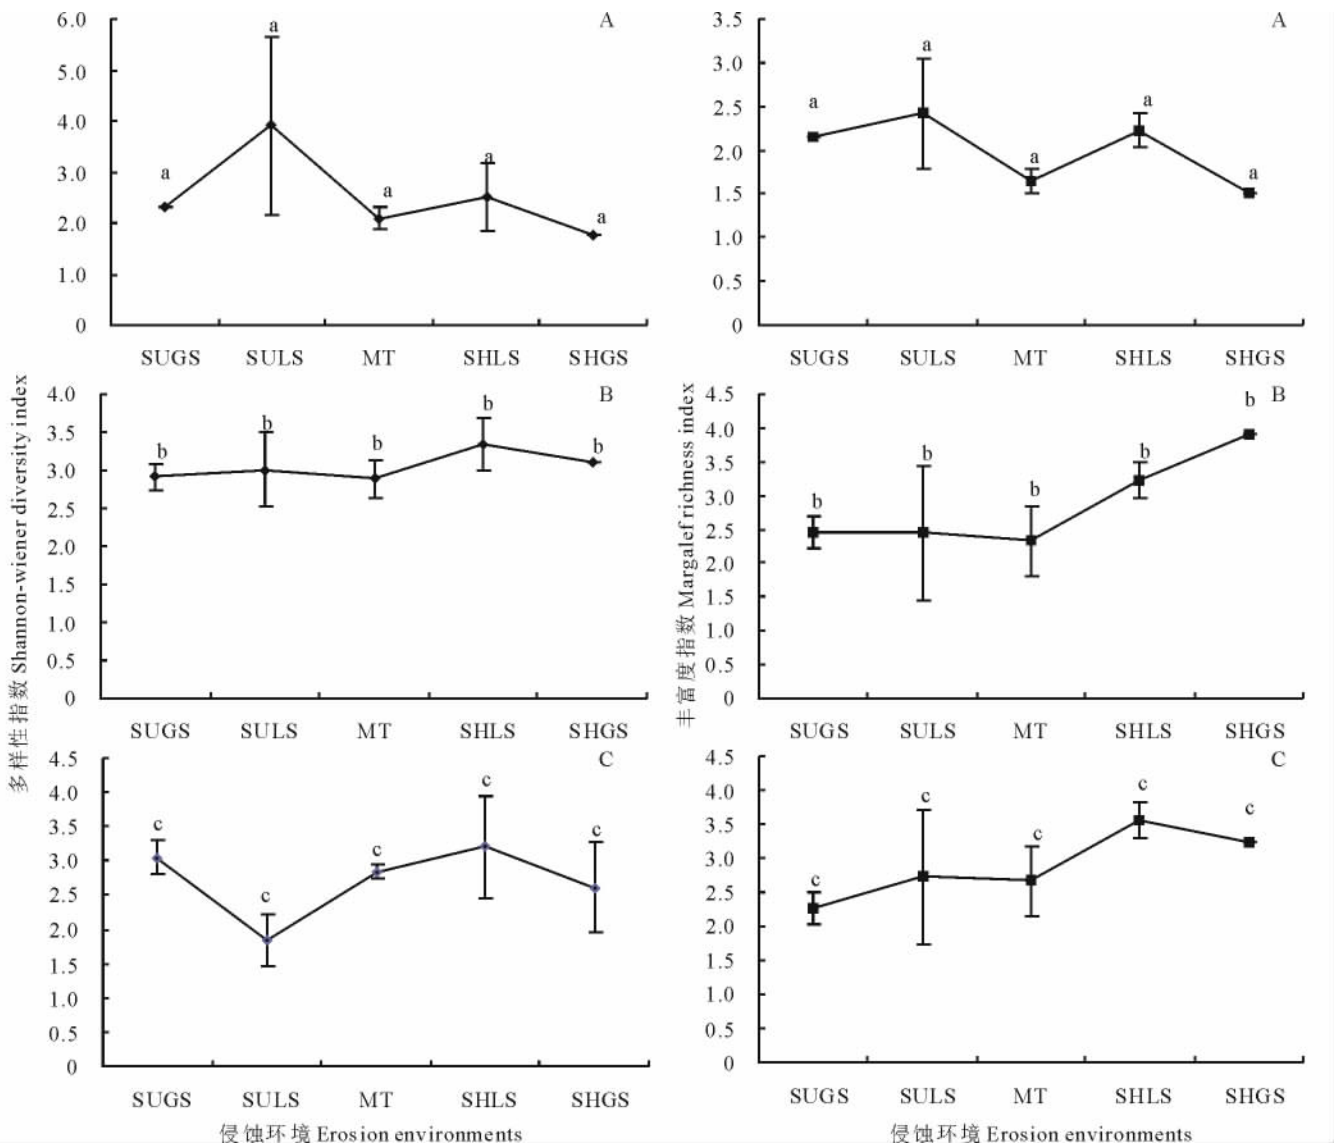 A
6.0
5.0
4.0
3.0
2.0
1.0
0
a
a
a
a
a
SUGS SULS MT SHLS SHGS
A
3.5
3.0
2.5
2.0
1.5
1.0
0.5
0
a
a
a
a
a
SUGS SULS MT SHLS SHGS
多样性指数 Shannon-wiener diversity index
B
4.0
3.5
3.0
2.5
2.0
1.5
1.0
0.5
0
b
b
b
b
b
SUGS SULS MT SHLS SHGS
丰富度指数 Margalef richness index
B
4.5
4.0
3.5
3.0
2.5
2.0
1.5
1.0
0.5
0
b
b
b
b
b
SUGS SULS MT SHLS SHGS
C
4.5
4.0
3.5
3.0
2.5
2.0
1.5
1.0
0.5
0
c
c
c
c
c
SUGS SULS MT SHLS SHGS
侵蚀环境 Erosion environments
C
4.5
4.0
3.5
3.0
2.5
2.0
1.5
1.0
0.5
0
c
c
c
c
c
SUGS SULS MT SHLS SHGS
侵蚀环境 Erosion environments